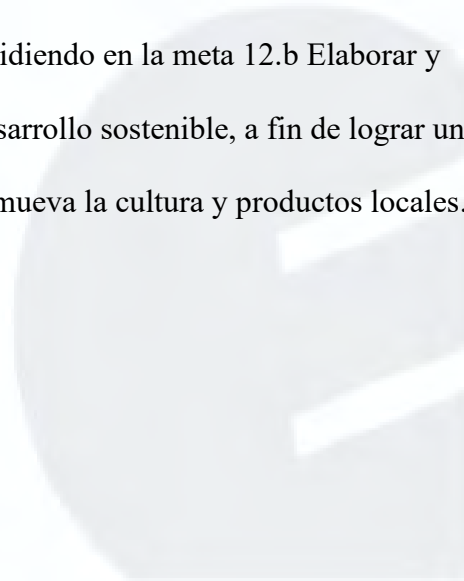 idiendo en la meta 12.b Elaborar y
sarrollo sostenible, a fin de lograr un
mueva la cultura y productos locales.